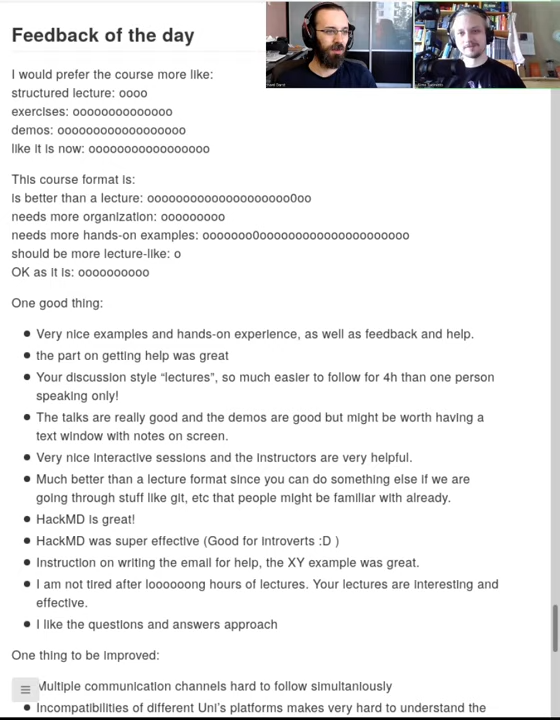 Feedback of the day
I would prefer the course more like:
structured lecture: oooo
exercises: oooooooooooooo
demos: oooooooooooooooooo
like it is now: ooooooooooooooooo
This course format is:
is better than a lecture: oooooooooooooooooooo0oo
needs more organization: ooooooooo
needs more hands-on examples: ooooooo0ooooooooooooooooooooo
should be more lecture-like: o
OK as it is: oooooooooo
One good thing:
Very nice examples and hands-on experience, as well as feedback and help.
the part on getting help was great
Your discussion style “lectures”, so much easier to follow for 4h than one person
speaking only!
The talks are really good and the demos are good but might be worth having a
text window with notes on screen.
Very nice interactive sessions and the instructors are very helpful.
Much better than a lecture format since you can do something else if we are
going through stuff like git, etc that people might be familiar with already.
HackMD is great!
HackMD was super effective (Good for introverts :D )
Instruction on writing the email for help, the XY example was great.
I am not tired after looooong hours of lectures. Your lectures are interesting and
effective.
I like the questions and answers approach
One thing to be improved:
Multiple communication channels hard to follow simultaniously
Incompatibilities of different Uni's platforms makes very hard to understand the